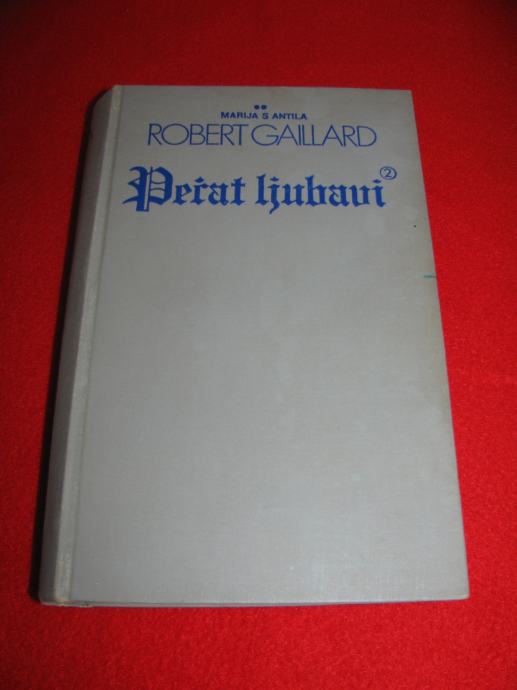 MARIJA S ANTILA
ROBERT GAILLARD
Pečat ljubavi ②